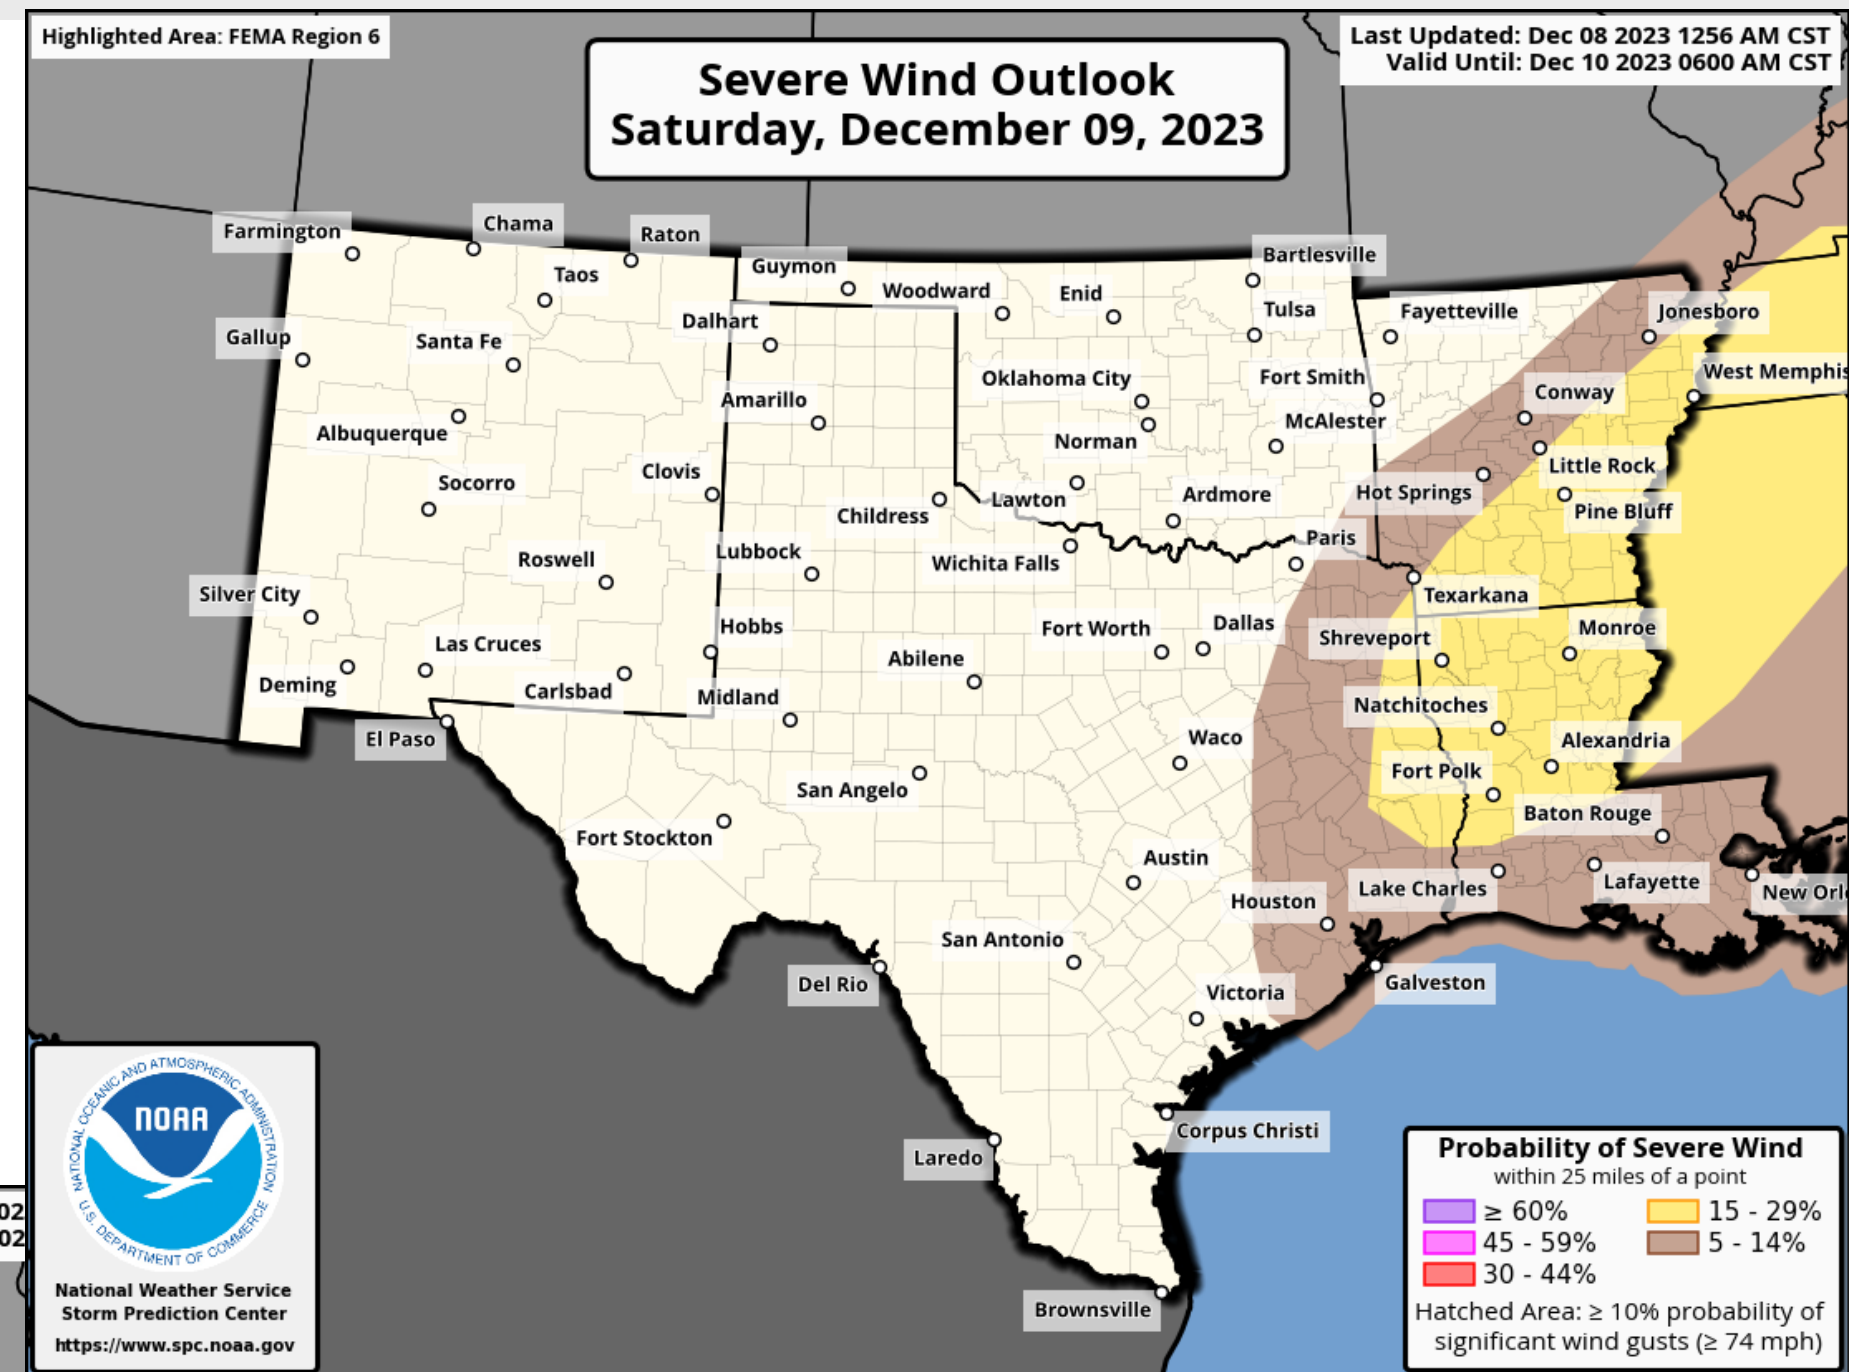 Highlighted Area: FEMA Region 6
Last Updated: Dec 08 2023 1256 AM CST
Valid Until: Dec 10 2023 0600 AM CST
Severe Wind Outlook
Saturday, December 09, 2023
Farmington
Chama
Raton
Taos
Guymon
Woodward
Enid
Bartlesville
Tulsa
Fayetteville
Jonesboro
Gallup
Santa Fe
Dalhart
Oklahoma City
Fort Smith
Conway
West Memphis
Albuquerque
Amarillo
Norman
McAlester
Little Rock
Socorro
Clovis
Childress
Lawton
Ardmore
Hot Springs
Pine Bluff
Silver City
Roswell
Lubbock
Wichita Falls
Paris
Texarkana
Las Cruces
Hobbs
Abilene
Fort Worth
Dallas
Shreveport
Monroe
Deming
Carlsbad
Midland
Natchitoches
El Paso
Waco
Alexandria
San Angelo
Fort Polk
Fort Stockton
Baton Rouge
Austin
Houston
Lake Charles
Lafayette
New Orl
San Antonio
Del Rio
Victoria
Galveston
Corpus Christi
Laredo
Brownsville
02
02
NATIONAL OCEANIC AND ATMOSPHERIC ADMINISTRATION
NOAA
U.S. DEPARTMENT OF COMMERCE
National Weather Service
Storm Prediction Center
https://www.spc.noaa.gov
Probability of Severe Wind
within 25 miles of a point
≥ 60%
15 - 29%
45 - 59%
5 - 14%
30 - 44%
Hatched Area: ≥ 10% probability of
significant wind gusts (≥ 74 mph)